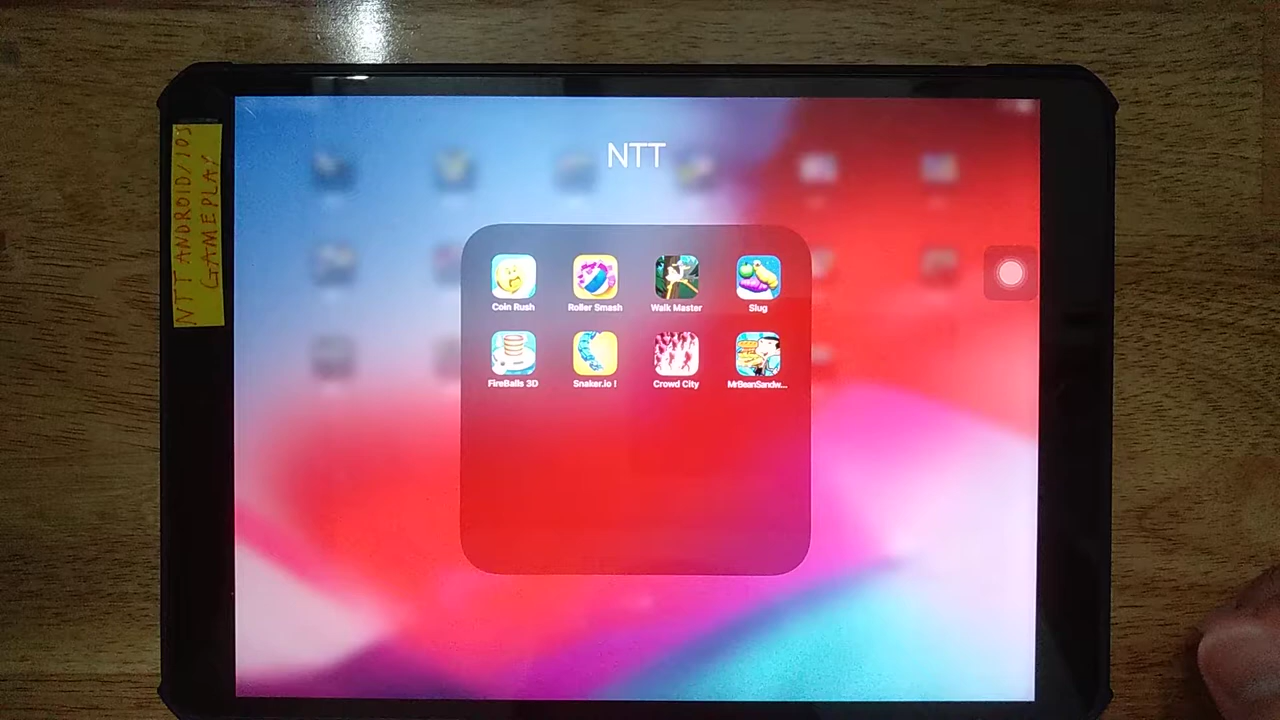 NTT ANDROID/IOS
GAMEPLAY
NTT
Coin Rush
Roller Smash
Walk Master
Slug
FireBalls 3D
Snaker.io !
Crowd City
MrBeanSandw...